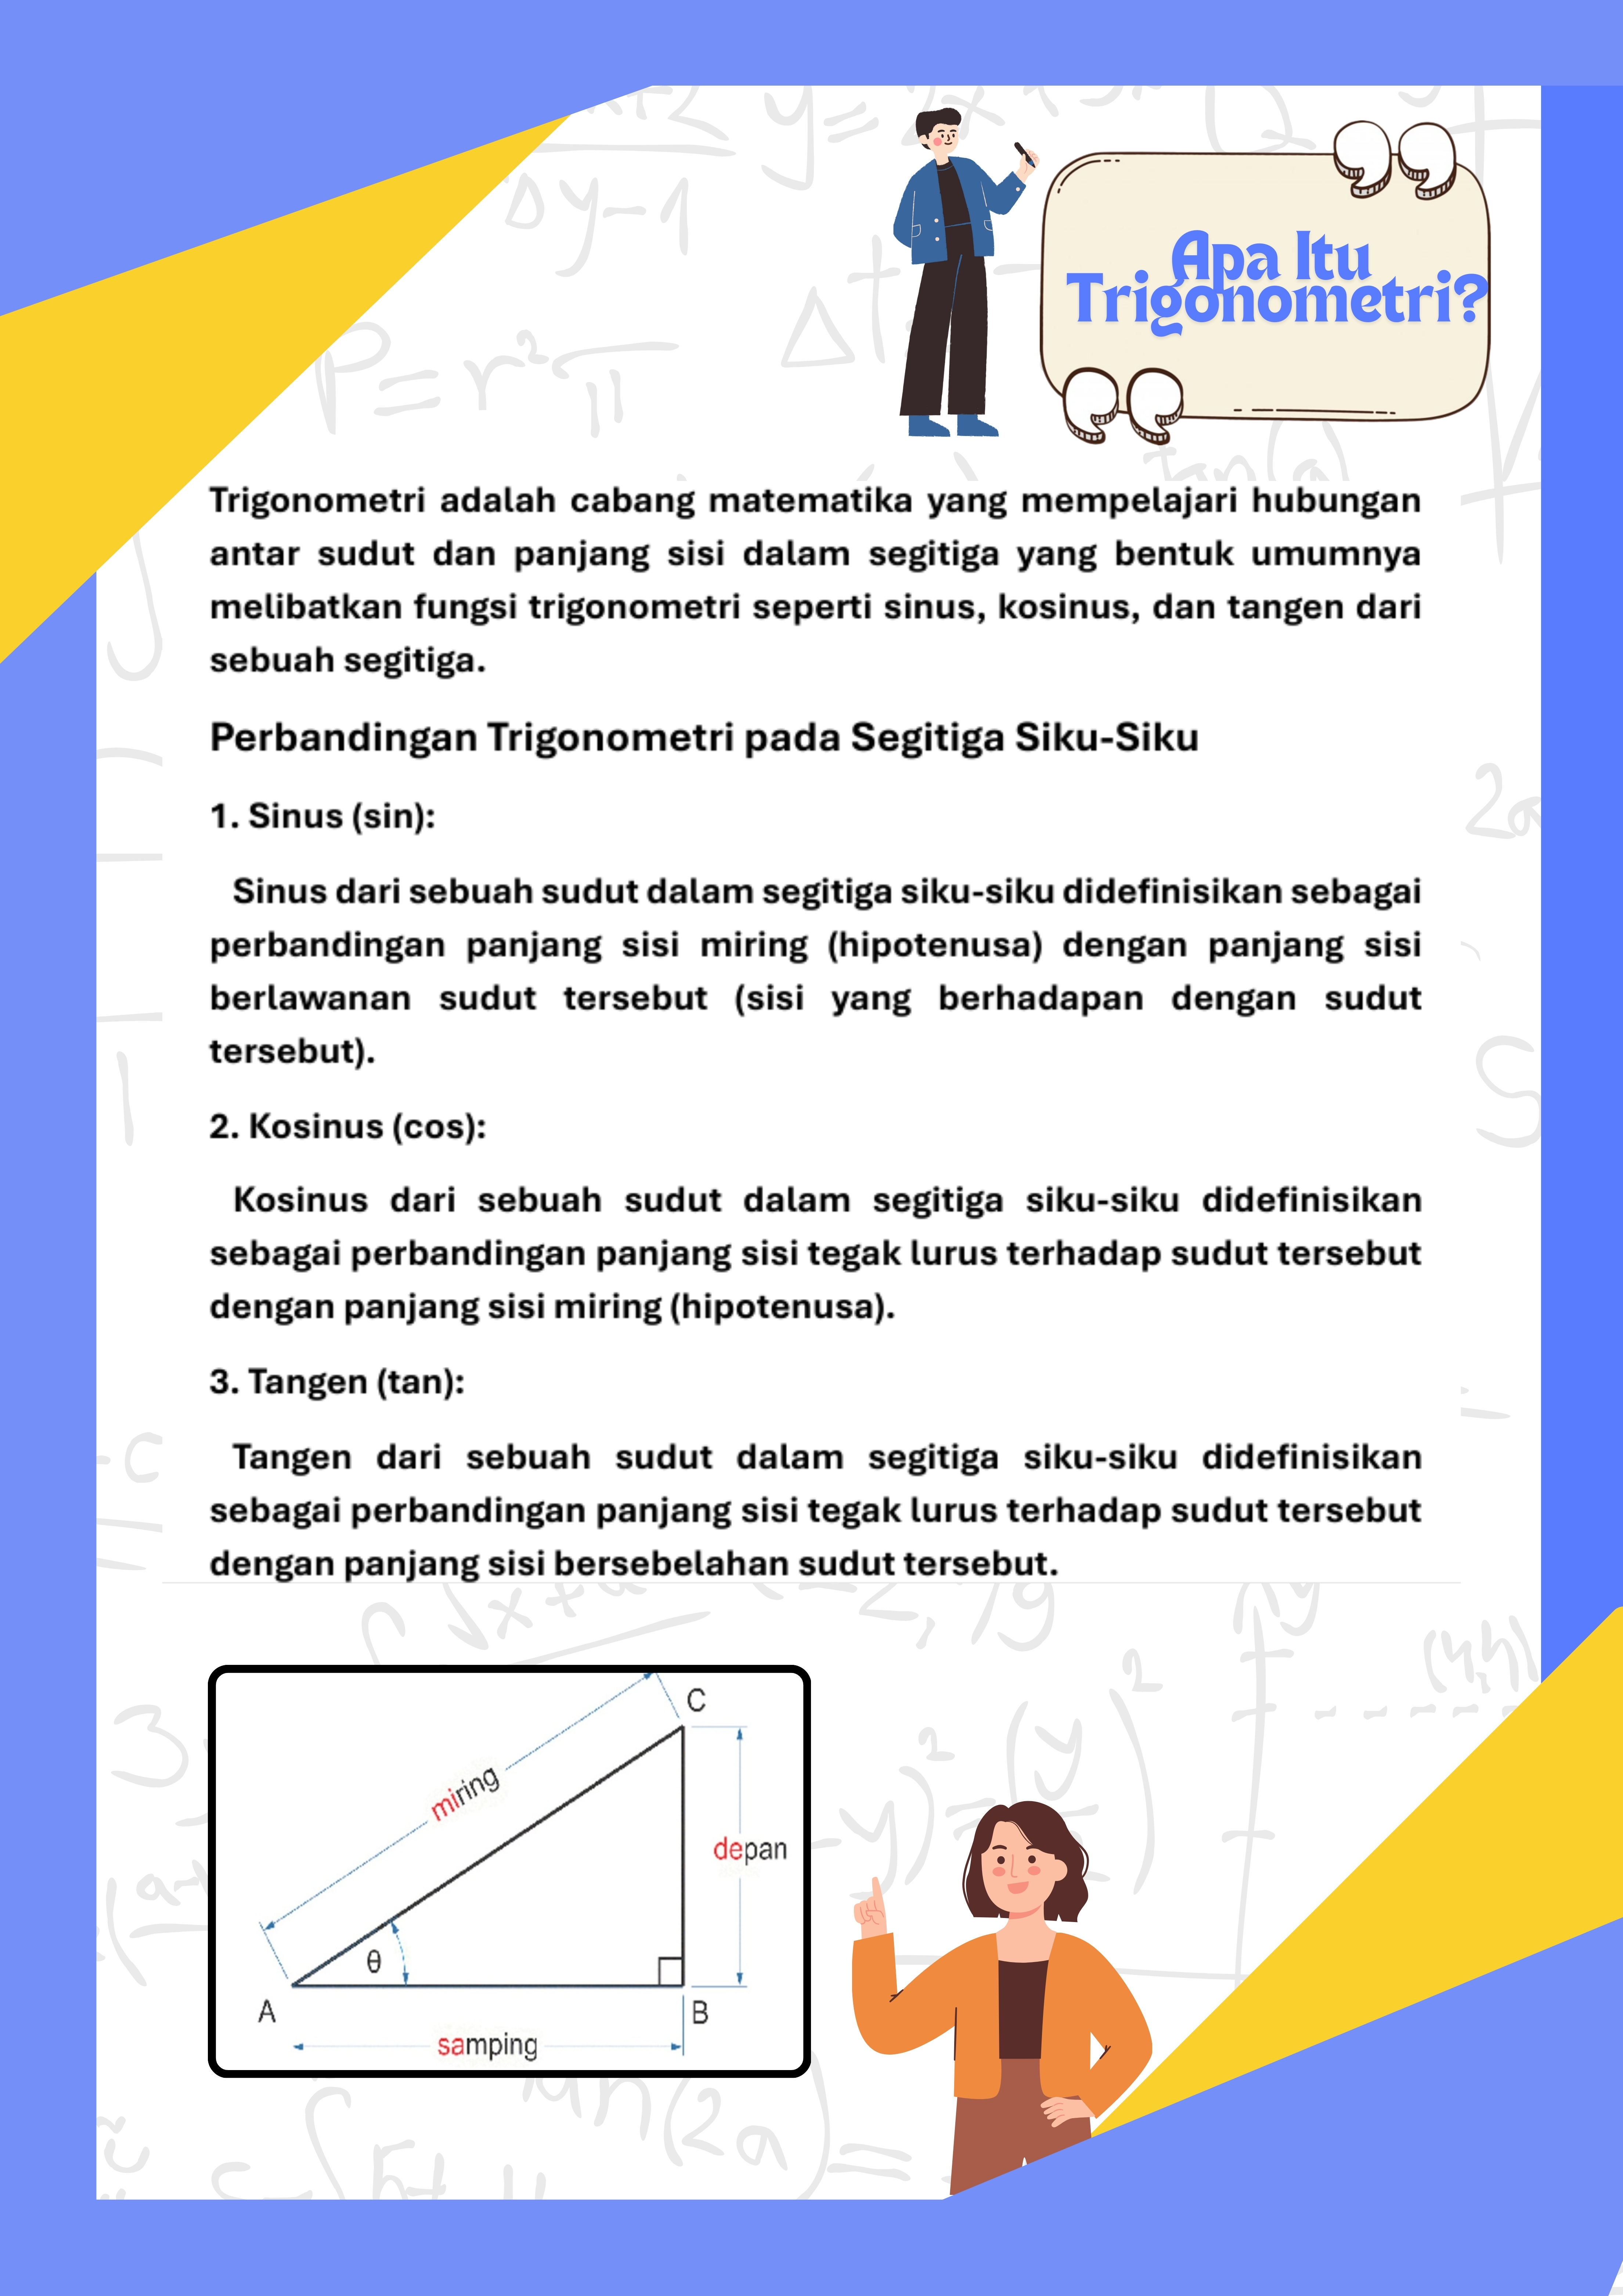 Apa Itu
Trigonometri?
Trigonometri adalah cabang matematika yang mempelajari hubungan
antar sudut dan panjang sisi dalam segitiga yang bentuk umumnya
melibatkan fungsi trigonometri seperti sinus, kosinus, dan tangen dari
sebuah segitiga.
Perbandingan Trigonometri pada Segitiga Siku-Siku
1. Sinus (sin):
Sinus dari sebuah sudut dalam segitiga siku-siku didefinisikan sebagai
perbandingan panjang sisi miring (hipotenusa) dengan panjang sisi
berlawanan sudut tersebut (sisi yang berhadapan dengan sudut
tersebut).
2. Kosinus (cos):
Kosinus dari sebuah sudut dalam segitiga siku-siku didefinisikan
sebagai perbandingan panjang sisi tegak lurus terhadap sudut tersebut
dengan panjang sisi miring (hipotenusa).
3. Tangen (tan):
Tangen dari sebuah sudut dalam segitiga siku-siku didefinisikan
sebagai perbandingan panjang sisi tegak lurus terhadap sudut tersebut
dengan panjang sisi bersebelahan sudut tersebut.
C
miring
depan
θ
A
B
samping